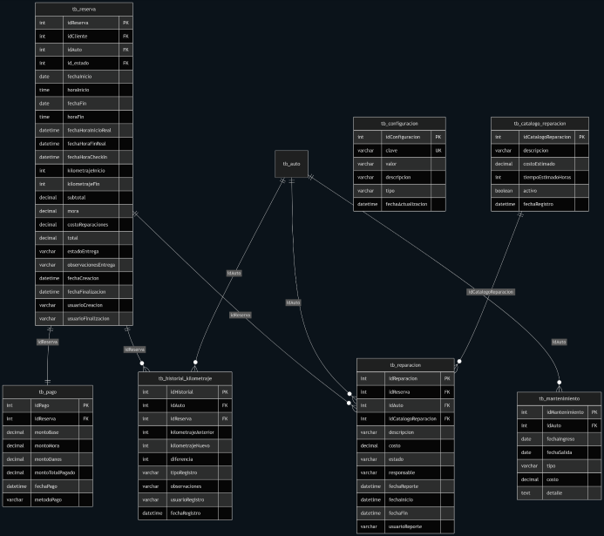 tb_reserva
int idReserva PK
int idCliente FK
int idAuto FK
int id_estado FK
date fechaInicio
time horaInicio
date fechaFin
time horaFin
datetime fechaHoraInicioReal
datetime fechaHoraFinReal
datetime fechaHoraCheckIn
int kilometrajeInicio
int kilometrajeFin
decimal subtotal
decimal mora
decimal costoReparaciones
decimal total
varchar estadoEntrega
varchar observacionesEntrega
datetime fechaCreacion
datetime fechaFinalizacion
varchar usuarioCreacion
varchar usuarioFinalizacion
tb_auto
tb_configuracion
int idConfiguracion PK
varchar clave UK
varchar valor
varchar descripcion
varchar tipo
datetime fechaActualizacion
tb_catalogo_reparacion
int idCatalogoReparacion PK
varchar descripcion
decimal costoEstimado
int tiempoEstimadoHoras
boolean activo
datetime fechaRegistro
idAuto
idCatalogoReparacion
idAuto
idReserva
idReserva
idReserva
idAuto
tb_pago
int idPago PK
int idReserva FK
decimal montoBase
decimal montoMora
decimal montoDanos
decimal montoTotalPagado
datetime fechaPago
varchar metodoPago
tb_historial_kilometraje
int idHistorial PK
int idAuto FK
int idReserva FK
int kilometrajeAnterior
int kilometrajeNuevo
int diferencia
varchar tipoRegistro
varchar observaciones
varchar usuarioRegistro
datetime fechaRegistro
tb_reparacion
int idReparacion PK
int idReserva FK
int idAuto FK
int idCatalogoReparacion FK
varchar descripcion
decimal costo
varchar estado
varchar responsable
datetime fechaReporte
datetime fechaInicio
datetime fechaFin
varchar usuarioReporte
tb_mantenimiento
int idMantenimiento PK
int idAuto FK
date fechaIngreso
date fechaSalida
varchar tipo
decimal costo
text detalle